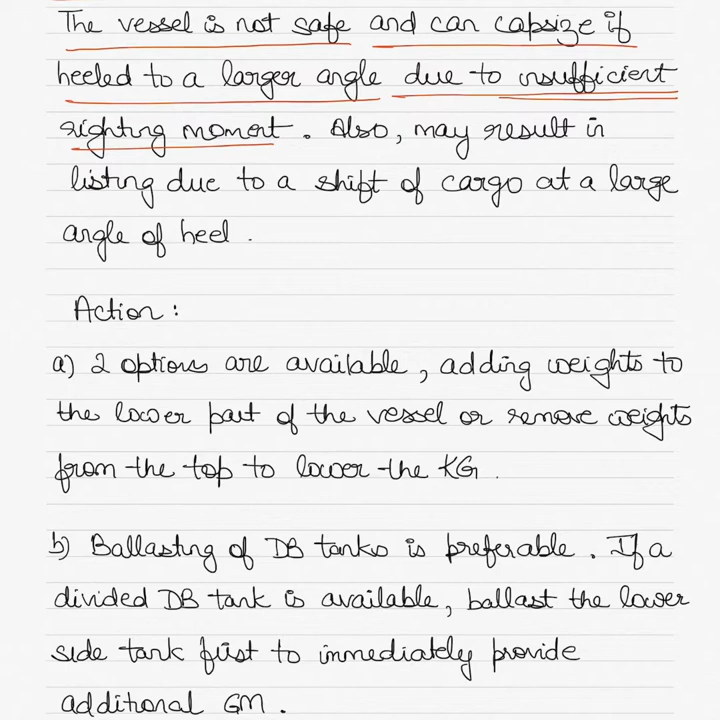 The vessel is not safe and can capsize if
heeled to a larger angle due to insufficient
righting moment. Also, may result in
listing due to a shift of cargo at a large
angle of heel.
Action:
a) 2 options are available, adding weights to
the lower part of the vessel or remove weights
from the top to lower the KG.
b) Ballasting of DB tanks is preferable. If a
divided DB tank is available, ballast the lower
side tank first to immediately provide
additional GM.